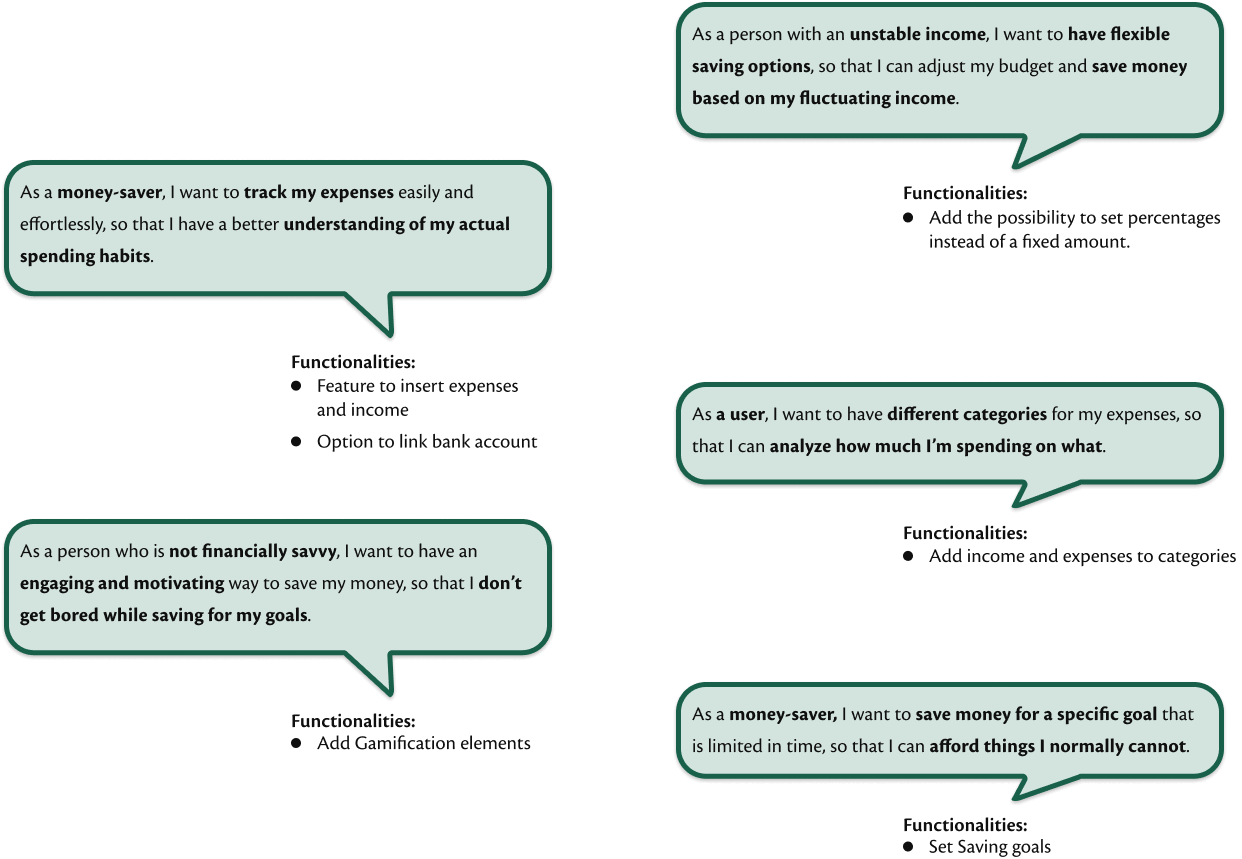 As a person with an unstable income, I want to have flexible
saving options, so that I can adjust my budget and save money
based on my fluctuating income.
Functionalities:
● Add the possibility to set percentages
instead of a fixed amount.
As a money-saver, I want to track my expenses easily and
effortlessly, so that I have a better understanding of my actual
spending habits.
Functionalities:
● Feature to insert expenses
and income
● Option to link bank account
As a user, I want to have different categories for my expenses, so
that I can analyze how much I’m spending on what.
Functionalities:
● Add income and expenses to categories
As a person who is not financially savvy, I want to have an
engaging and motivating way to save my money, so that I don’t
get bored while saving for my goals.
Functionalities:
● Add Gamification elements
As a money-saver, I want to save money for a specific goal that
is limited in time, so that I can afford things I normally cannot.
Functionalities:
● Set Saving goals